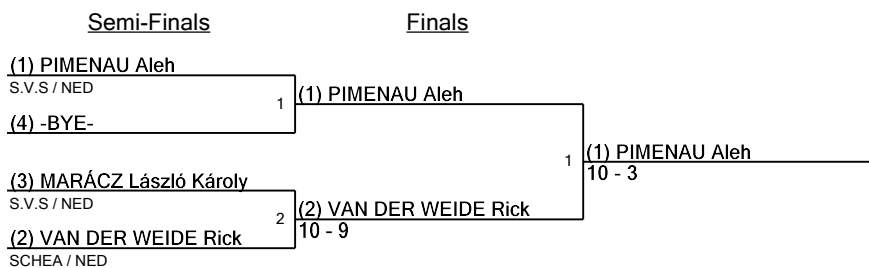 Semi-Finals
Finals
(1) PIMENAU Aleh
S.V.S / NED
1
(1) PIMENAU Aleh
(4) -BYE-
1
(1) PIMENAU Aleh
10 - 3
(3) MARÁCZ László Károly
S.V.S / NED
2
(2) VAN DER WEIDE Rick
10 - 9
(2) VAN DER WEIDE Rick
SCHEA / NED